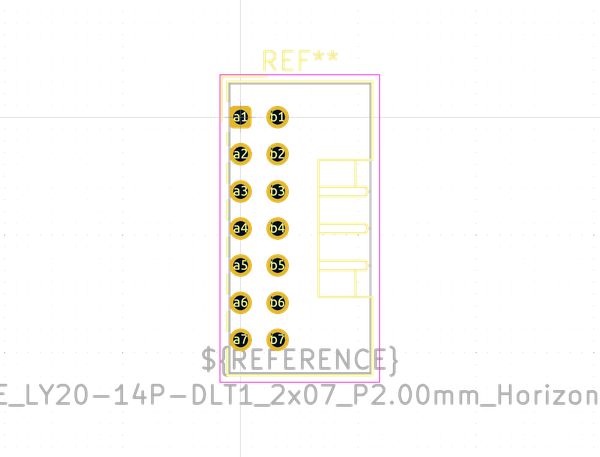 REF**
a1 b1
a2 b2
a3 b3
a4 b4
a5 b5
a6 b6
a7 b7
${REFERENCE}
E_LY20-14P-DLT1_2x07_P2.00mm_Horizon